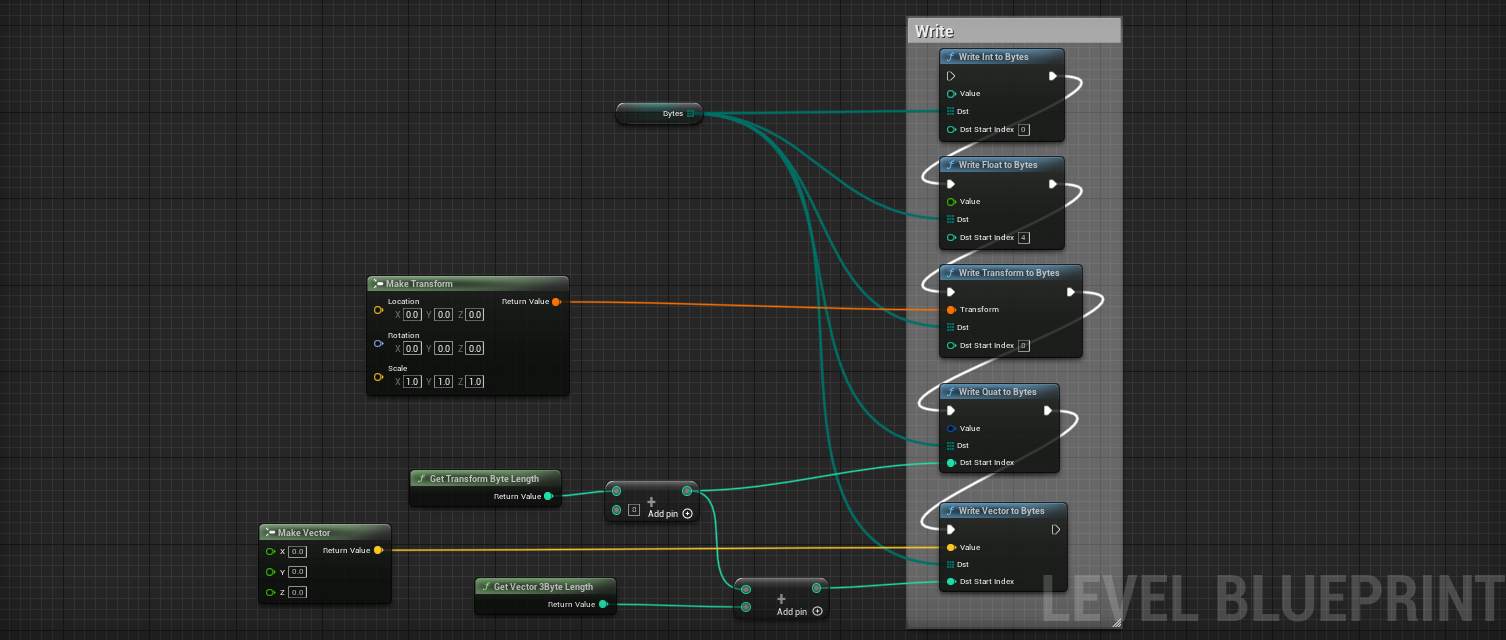 Write
Write Int to Bytes
Value
Dst
Dst Start Index 0
Bytes
Write Float to Bytes
Value
Dst
Dst Start Index 4
Write Transform to Bytes
Transform
Dst
Dst Start Index
Make Transform
Location
Return Value
X 0.0 Y 0.0 Z 0.0
Rotation
X 0.0 Y 0.0 Z 0.0
Scale
X 1.0 Y 1.0 Z 1.0
Write Quat to Bytes
Value
Dst
Dst Start Index
Get Transform Byte Length
Return Value
+
Add pin
Write Vector to Bytes
Value
Dst
Dst Start Index
Make Vector
X 0.0
Return Value
Y 0.0
Z 0.0
Get Vector 3Byte Length
Return Value
+
Add pin
LEVEL BLUEPRINT